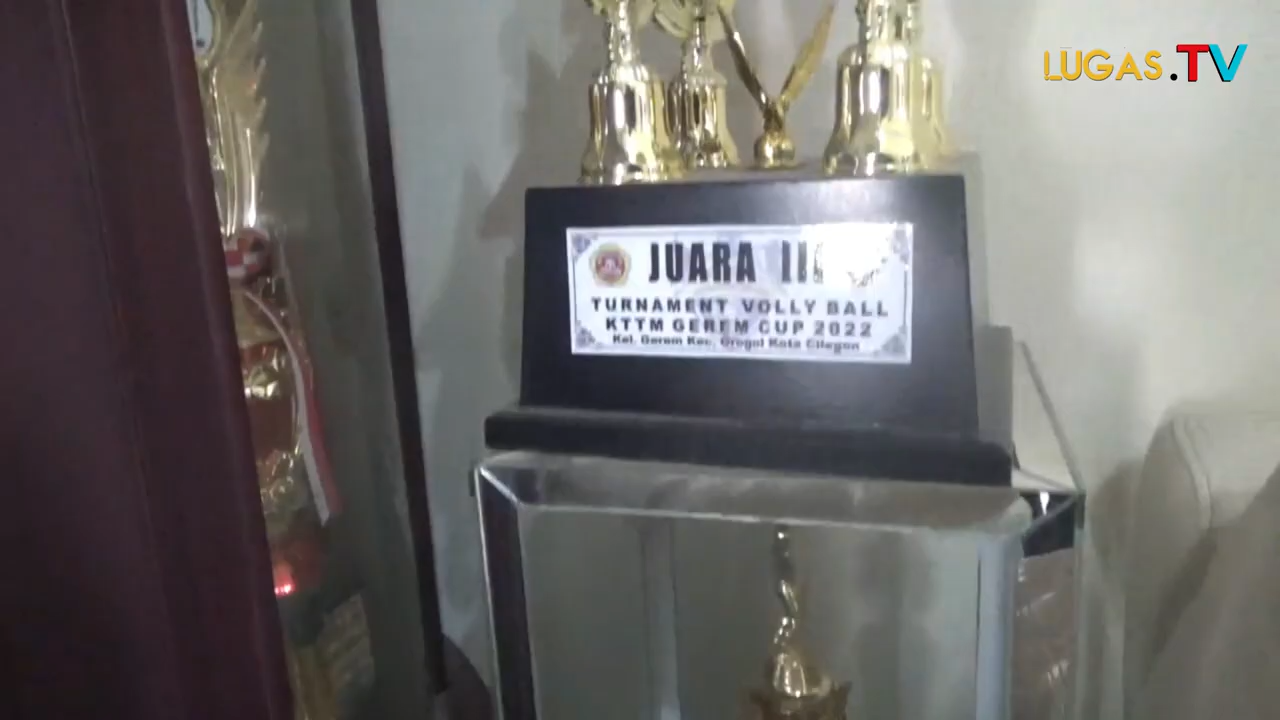 LUGAS.TV
JUARA III
TURNAMENT VOLLY BALL
KTTM GEREM CUP 2022
Kel. Gerem Kec. Grogol Kota Cilegon